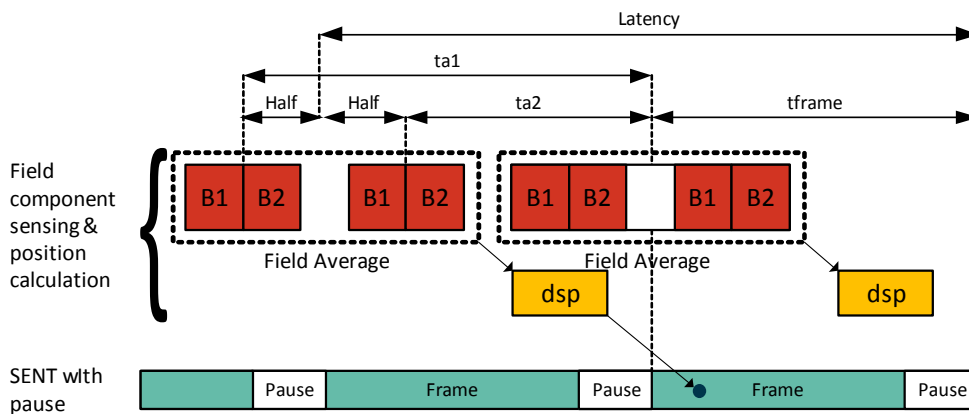 Latency
ta1
Half
Half
ta2
tframe
Field
component
sensing &
position
calculation
B1
B2
B1
B2
B1
B2
B1
B2
Field Average
Field Average
dsp
dsp
SENT wIth
pause
Pause
Frame
Pause
Frame
Pause